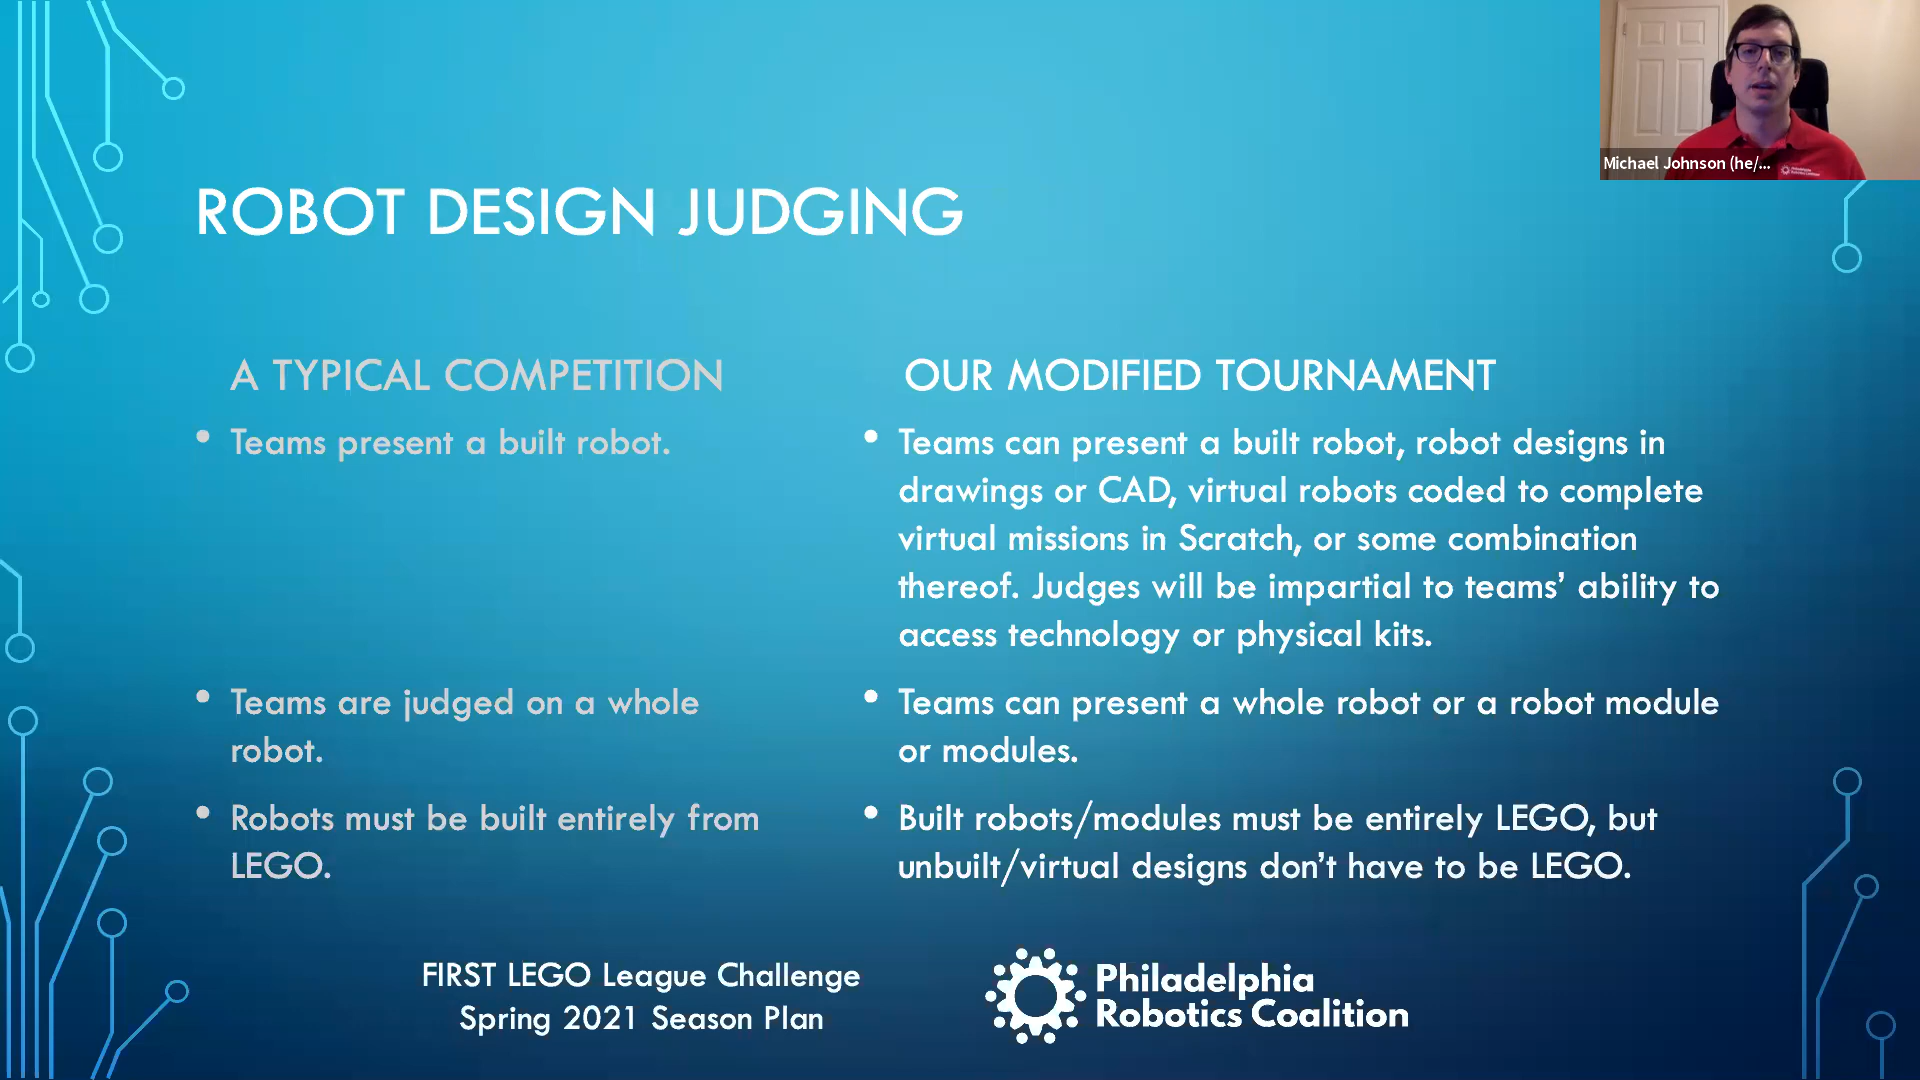 Michael Johnson (he/...
ROBOT DESIGN JUDGING
A TYPICAL COMPETITION
• Teams present a built robot.
• Teams are judged on a whole
robot.
• Robots must be built entirely from
LEGO.
OUR MODIFIED TOURNAMENT
• Teams can present a built robot, robot designs in
drawings or CAD, virtual robots coded to complete
virtual missions in Scratch, or some combination
thereof. Judges will be impartial to teams’ ability to
access technology or physical kits.
• Teams can present a whole robot or a robot module
or modules.
• Built robots/modules must be entirely LEGO, but
unbuilt/virtual designs don’t have to be LEGO.
FIRST LEGO League Challenge
Spring 2021 Season Plan
Philadelphia
Robotics Coalition